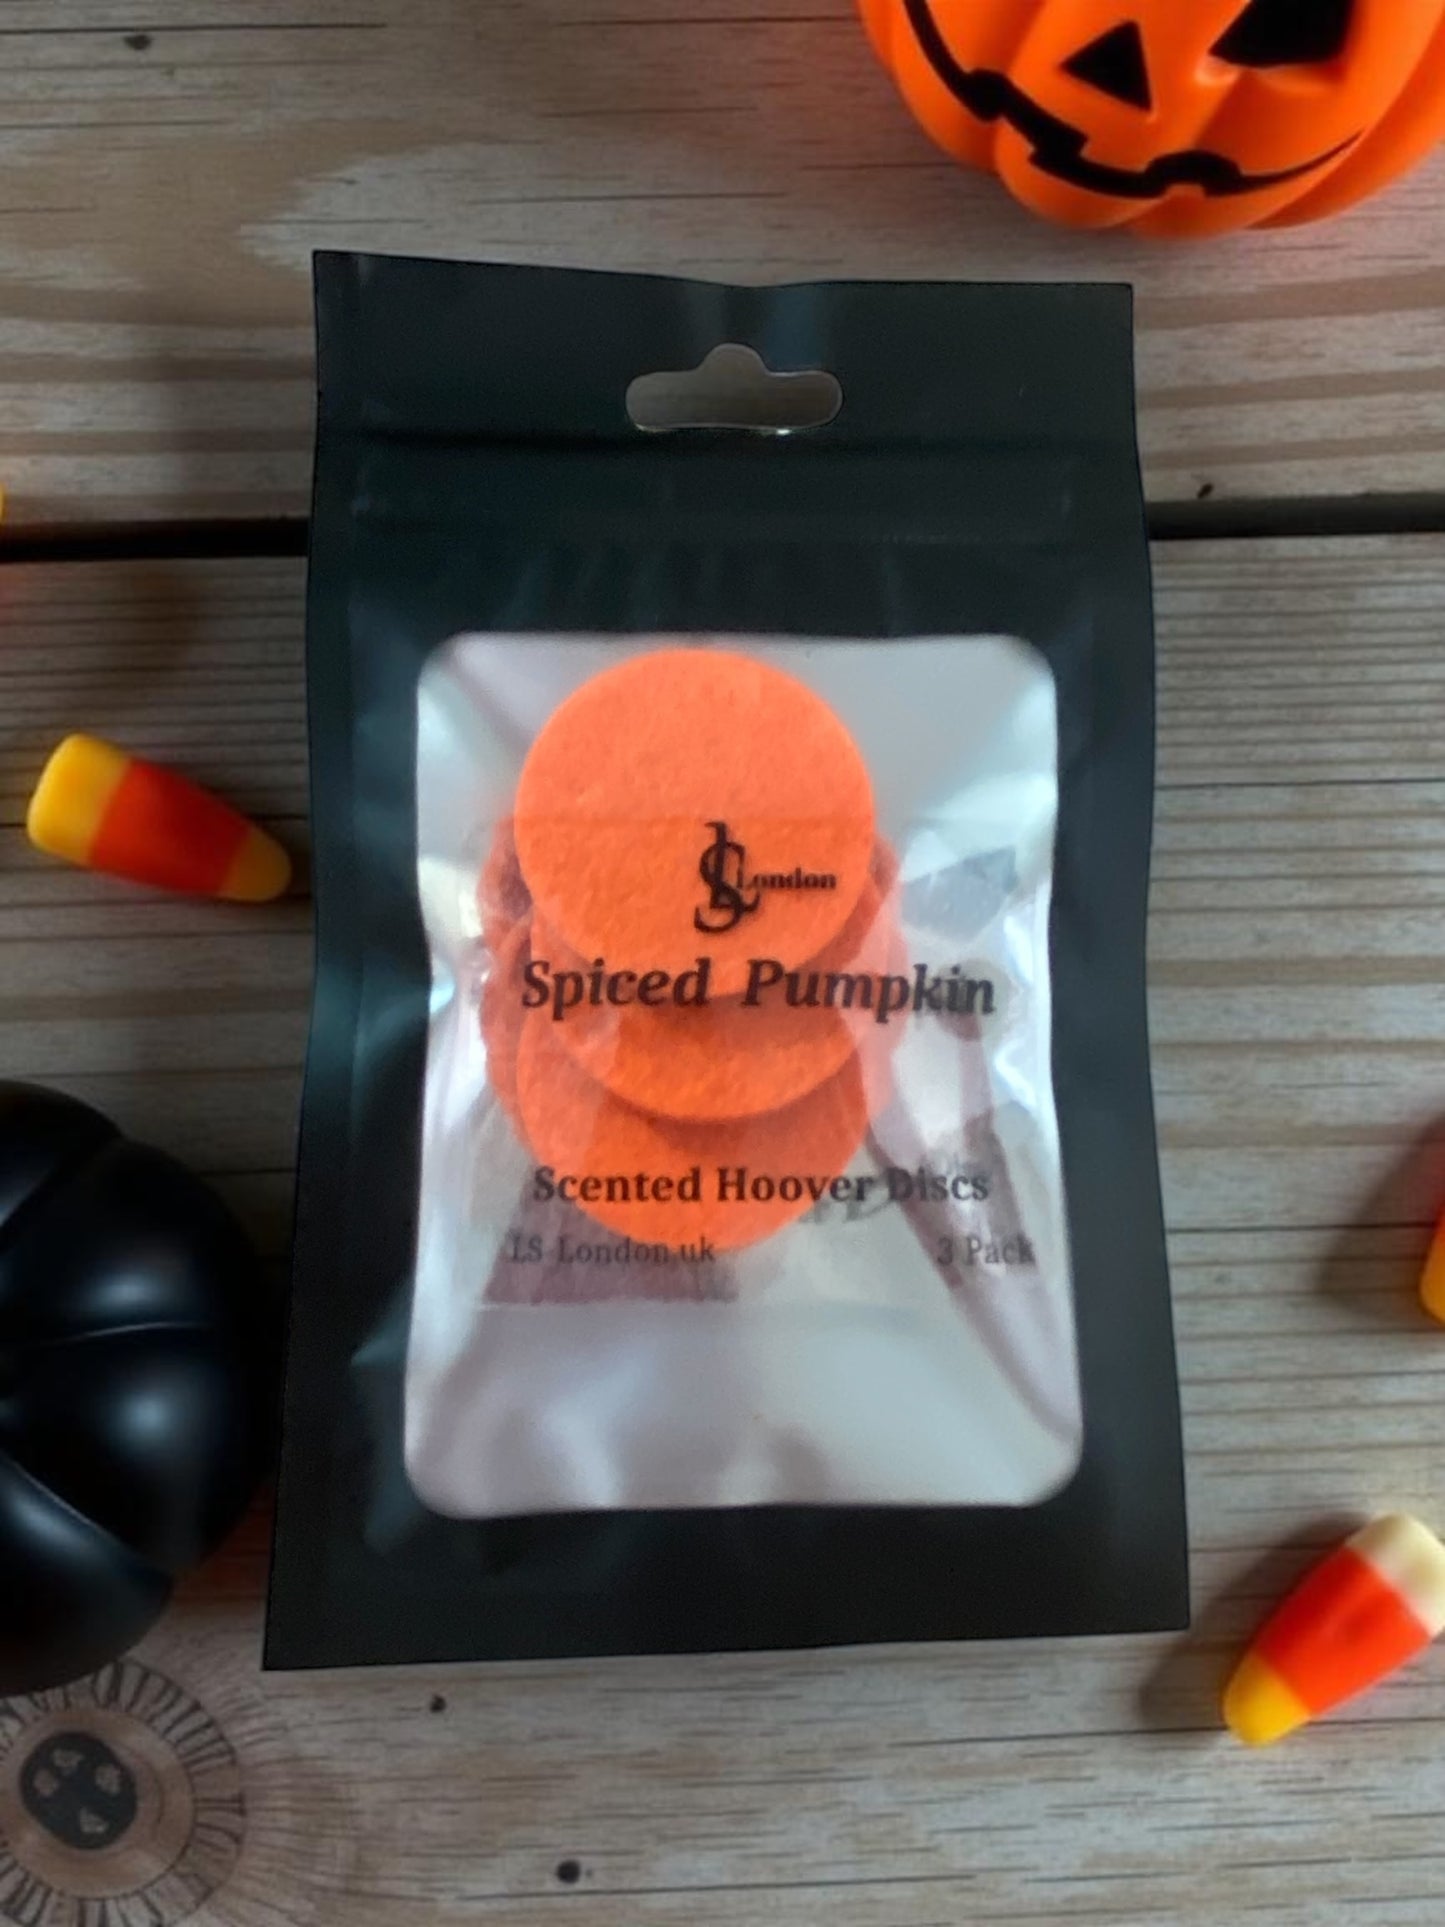 LS London
Spiced Pumpkin
Scented Hoover Discs
LS-London.uk 3 Pack